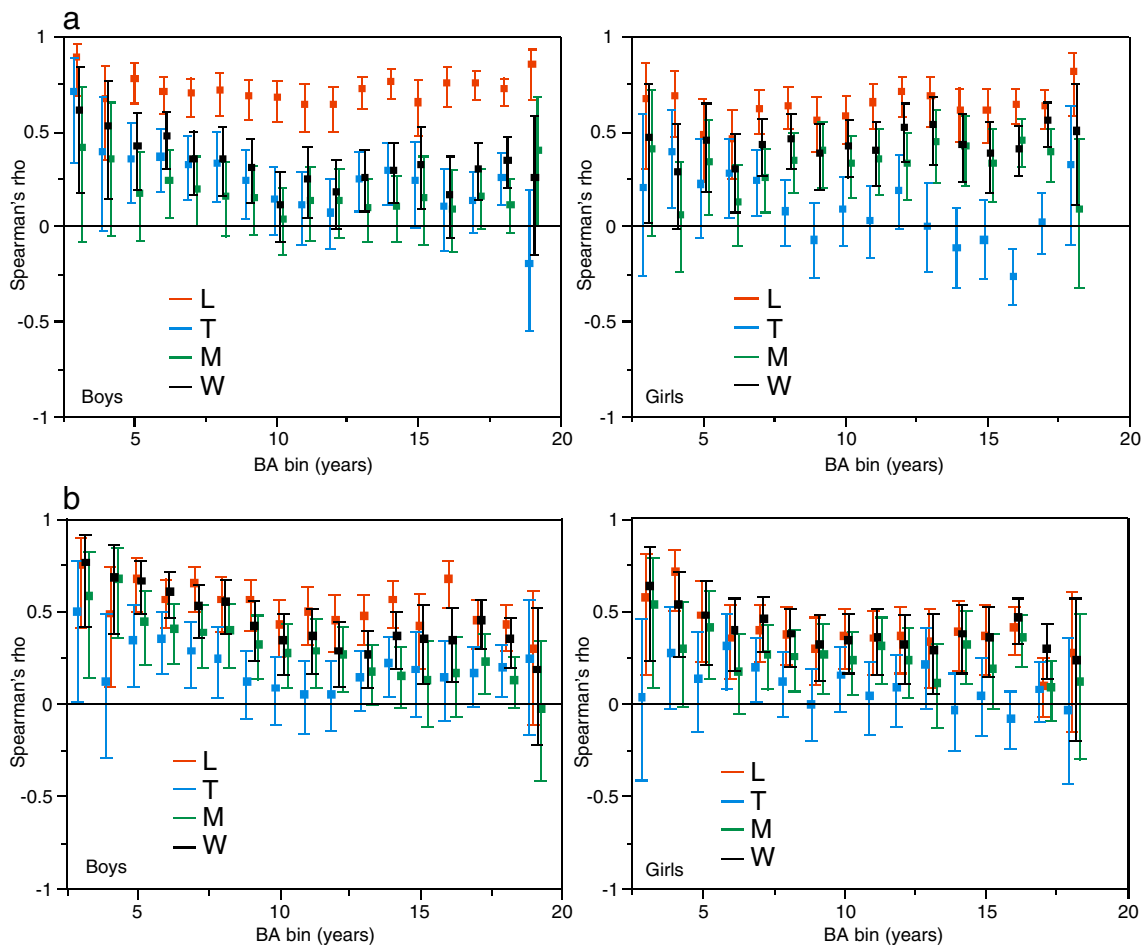 a
1
0.5
0
-0.5
-1
Spearman's rho
L
T
M
W
Boys
5
10
15
20
BA bin (years)
1
0.5
0
-0.5
-1
Spearman's rho
L
T
M
W
Girls
5
10
15
20
BA bin (years)
b
1
0.5
0
-0.5
-1
Spearman's rho
L
T
M
W
Boys
5
10
15
20
BA bin (years)
1
0.5
0
-0.5
-1
Spearman's rho
L
T
M
W
Girls
5
10
15
20
BA bin (years)